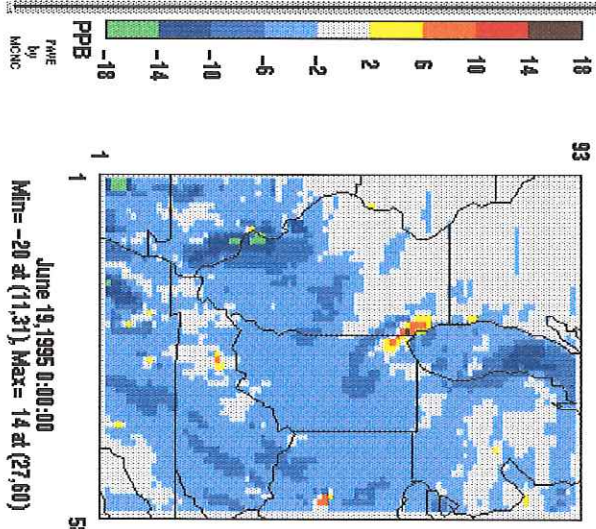 PPB
-18
-14
-10
-6
-2
2
6
10
14
18
PAVE
by
MCNC
93
1
1
June 19,1995 0:00:00
Min= -20 at (11,31), Max= 14 at (27,60)